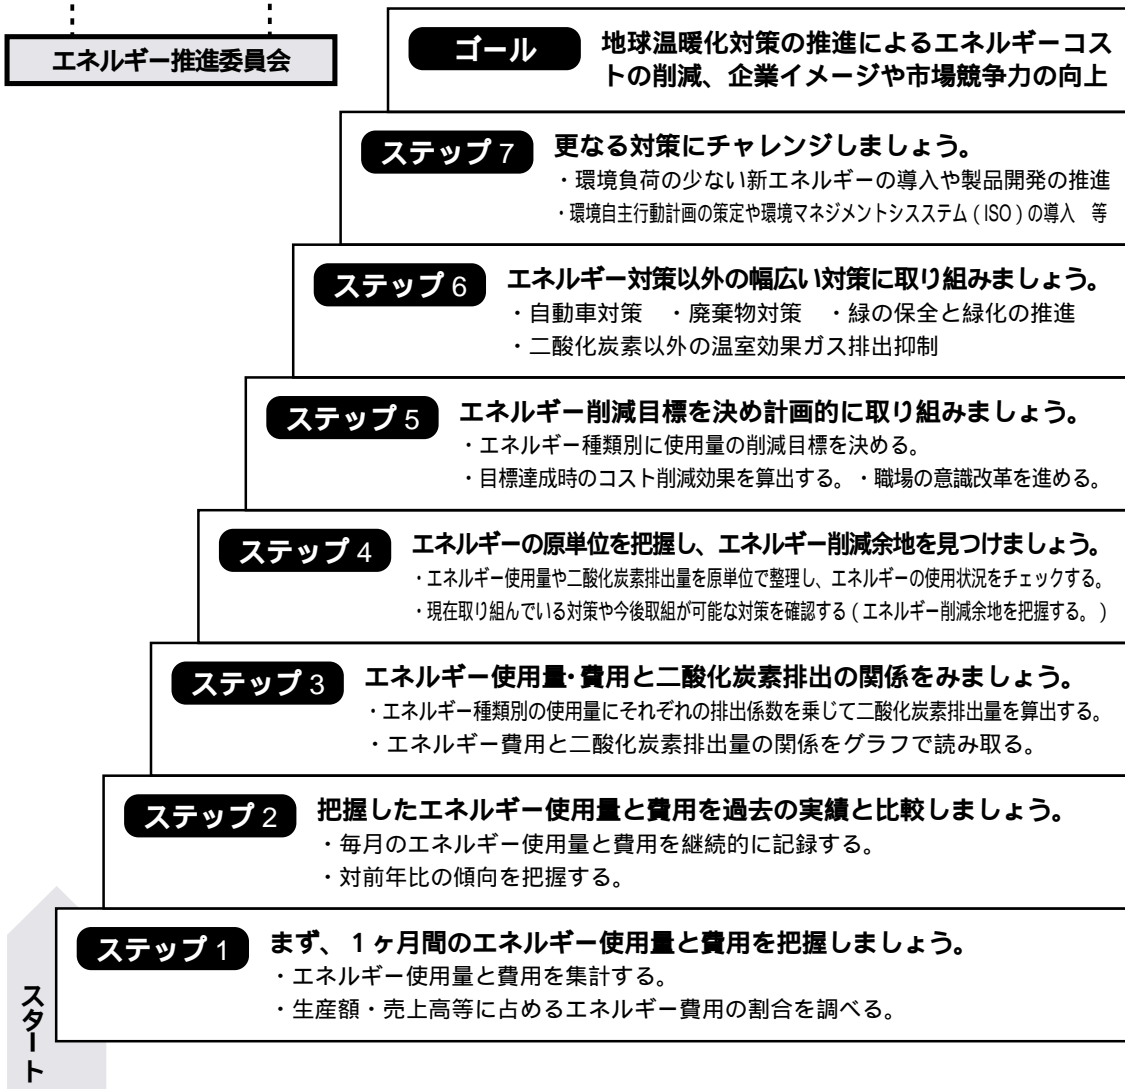 エネルギー推進委員会
ゴール
地球温暖化対策の推進によるエネルギーコス
トの削減、企業イメージや市場競争力の向上
ステップ 7
更なる対策にチャレンジしましょう。
・環境負荷の少ない新エネルギーの導入や製品開発の推進
・環境自主行動計画の策定や環境マネジメントシスステム（ISO）の導入　等
ステップ 6
エネルギー対策以外の幅広い対策に取り組みましょう。
・自動車対策　・廃棄物対策　・緑の保全と緑化の推進
・二酸化炭素以外の温室効果ガス排出抑制
ステップ 5
エネルギー削減目標を決め計画的に取り組みましょう。
・エネルギー種類別に使用量の削減目標を決める。
・目標達成時のコスト削減効果を算出する。・職場の意識改革を進める。
ステップ 4
エネルギーの原単位を把握し、エネルギー削減余地を見つけましょう。
・エネルギー使用量や二酸化炭素排出量を原単位で整理し、エネルギーの使用状況をチェックする。
・現在取り組んでいる対策や今後取組が可能な対策を確認する（エネルギー削減余地を把握する。）
ステップ 3
エネルギー使用量・費用と二酸化炭素排出の関係をみましょう。
・エネルギー種類別の使用量にそれぞれの排出係数を乗じて二酸化炭素排出量を算出する。
・エネルギー費用と二酸化炭素排出量の関係をグラフで読み取る。
ステップ 2
把握したエネルギー使用量と費用を過去の実績と比較しましょう。
・毎月のエネルギー使用量と費用を継続的に記録する。
・対前年比の傾向を把握する。
ステップ 1
まず、１ヶ月間のエネルギー使用量と費用を把握しましょう。
・エネルギー使用量と費用を集計する。
・生産額・売上高等に占めるエネルギー費用の割合を調べる。
スタート